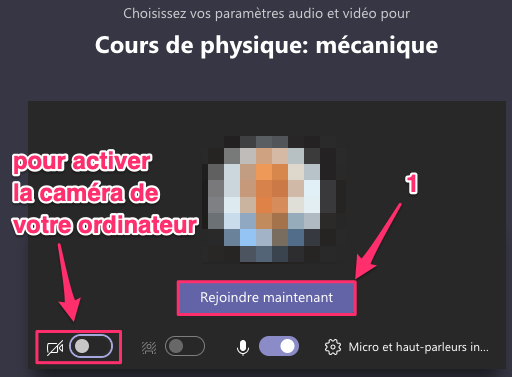 Choisissez vos paramètres audio et vidéo pour
Cours de physique: mécanique
pour activer
la caméra de
votre ordinateur
1
Rejoindre maintenant
Micro et haut-parleurs in...